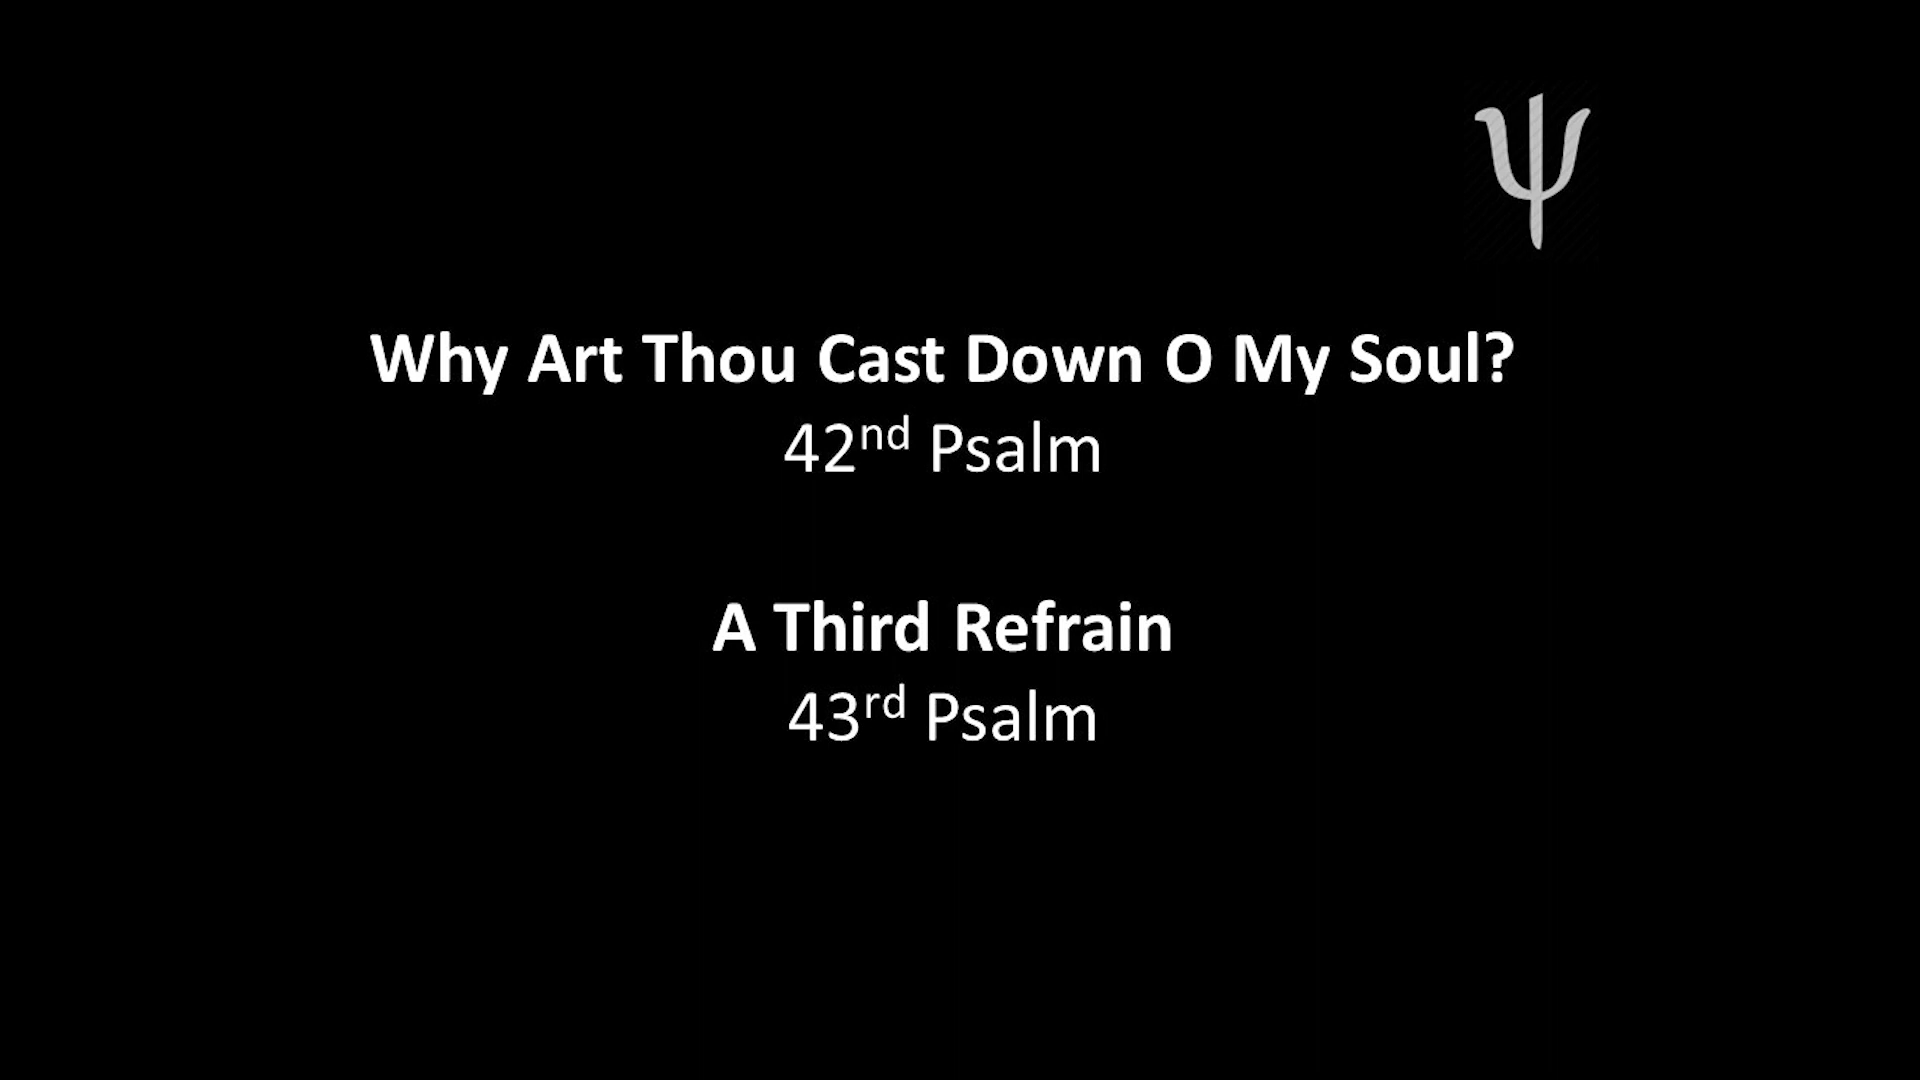 ψ
Why Art Thou Cast Down O My Soul?
42nd Psalm
A Third Refrain
43rd Psalm